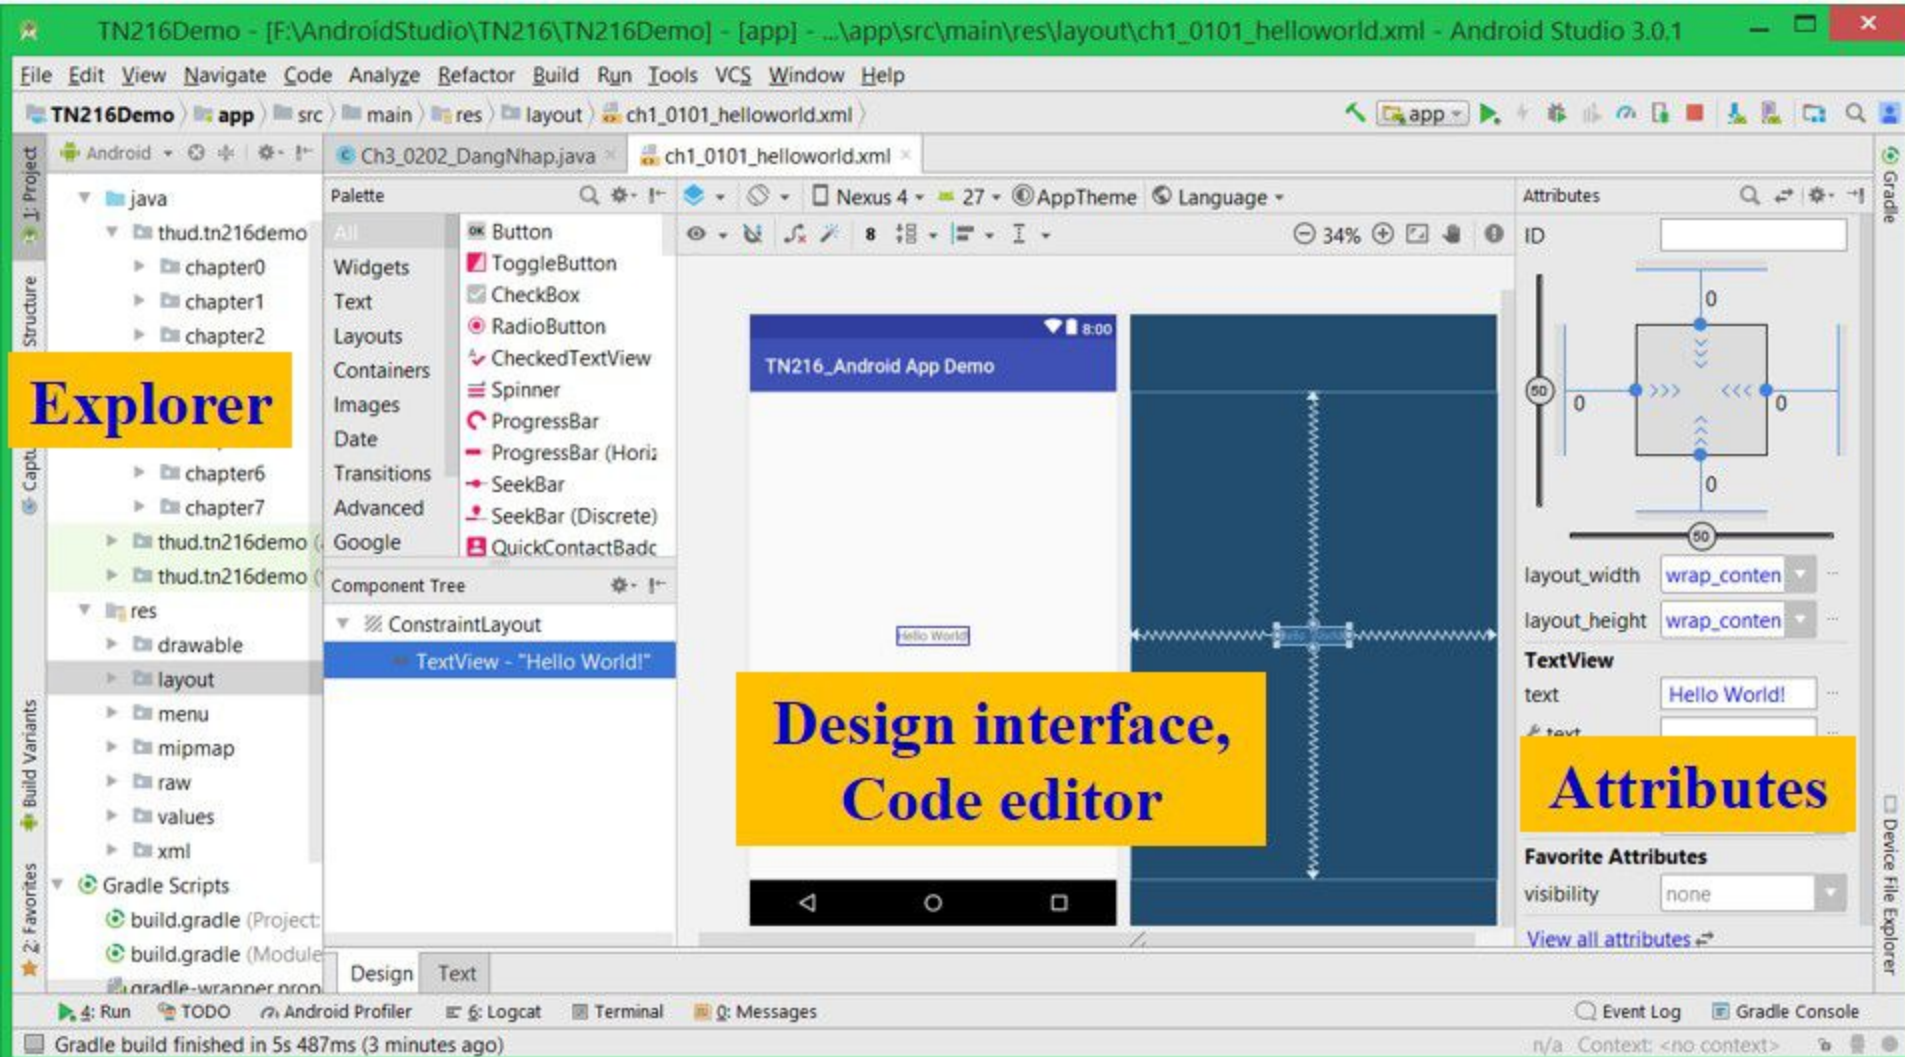 TN216Demo - [F:\AndroidStudio\TN216\TN216Demo] - [app] - ...\app\src\main\res\layout\ch1_0101_helloworld.xml - Android Studio 3.0.1
File Edit View Navigate Code Analyze Refactor Build Run Tools VCS Window Help
TN216Demo app src main res layout ch1_0101_helloworld.xml
app
1: Project
Structure
Build Variants
2: Favorites
Android
java
thud.tn216demo
chapter0
chapter1
chapter2
Explorer
chapter6
chapter7
thud.tn216demo
thud.tn216demo
res
drawable
layout
menu
mipmap
raw
values
xml
Gradle Scripts
build.gradle (Project:
build.gradle (Module
gradle-wrapper.prop
Ch3_0202_DangNhap.java
ch1_0101_helloworld.xml
Palette
All
Widgets
Text
Layouts
Containers
Images
Date
Transitions
Advanced
Google
OK Button
ToggleButton
CheckBox
RadioButton
CheckedTextView
Spinner
ProgressBar
ProgressBar (Horiz
SeekBar
SeekBar (Discrete)
QuickContactBadg
Component Tree
ConstraintLayout
TextView - "Hello World!"
Nexus 4 27 AppTheme Language
8 34%
8:00
TN216_Android App Demo
Hello World!
Design interface,
Code editor
Attributes
ID
0
50
0
0
0
50
layout_width wrap_conten
layout_height wrap_conten
TextView
text Hello World!
text
Attributes
Favorite Attributes
visibility none
View all attributes
Gradle
Device File Explorer
Design Text
4: Run TODO Android Profiler 6: Logcat Terminal 0: Messages
Event Log Gradle Console
Gradle build finished in 5s 487ms (3 minutes ago)
n/a Context: <no context>